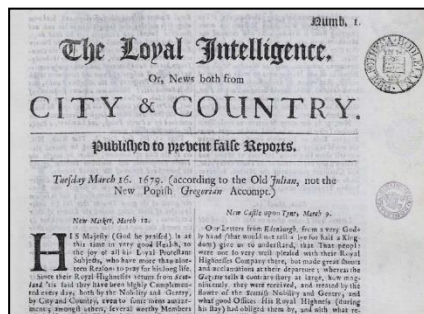 Numb. 1.
The Loyal Intelligence,
Or, News both from
CITY & COUNTRY.
Published to prevent false Reports.
Tuesday March 16. 1679. (according to the Old Julian, not the
New Popish Gregorian Accompt.)
New Market, March 12.
HIS Majesty (God be praised) is at
this time in very good Health, to
the joy of all his Loyal Protestant
Subjects, who have more than nine-
teen Reasons to pray for his long life.
Since their Royal Highnesses return from Scot-
land 'tis said they have been highly Complement-
ed every day, both by the Nobility and Gentry,
by City and Country, even to some mens astonish-
ment; amongst others, several worthy Members
New Castle upon Tyne, March 9.
Our Letters from Edinburgh, from a very God-
ly hand (that would not tell a lye for half a King-
dom) give us to understand, that That people
were so very well pleased with their Royal
Highnesses Company there, but made great
and acclamations at their departure; whereas the
tells a contrary story at large, how mag-
nificently, they were received, and treated by the
flower of the Scottish Nobility and Gentry; and
what good Offices His Royal Highness (during
his stay) had obliged them by, and with what re-